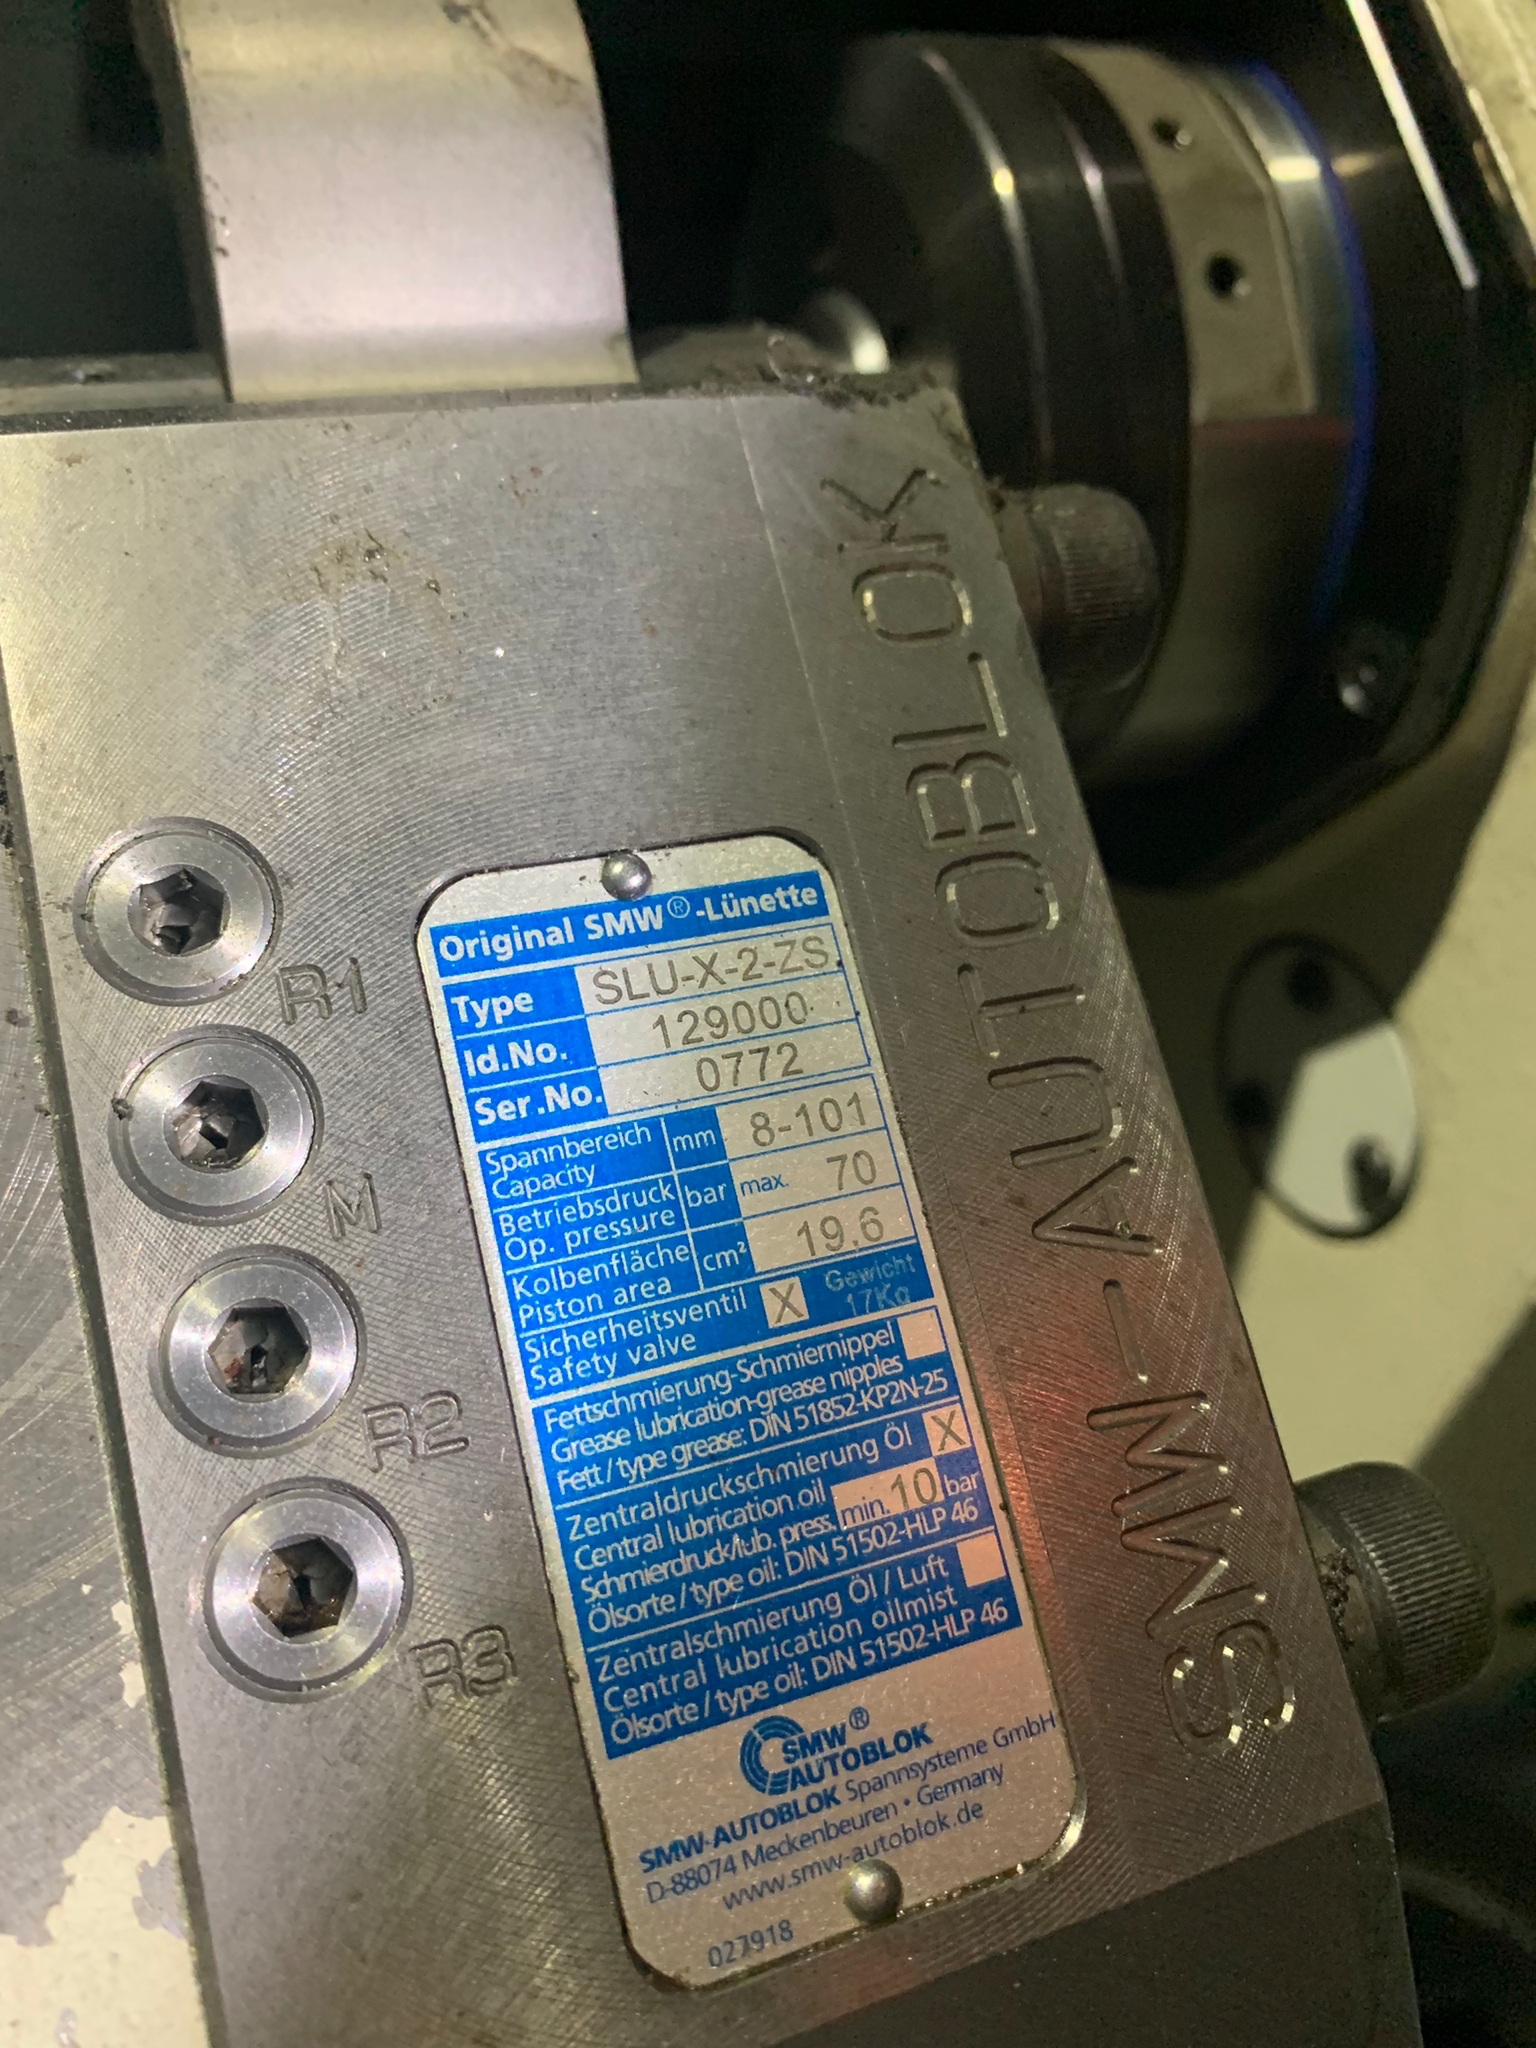 Original SMW®-Lünette
Type SLU-X-2-ZS.
Id.No. 129000
Ser.No. 0772
Spannbereich mm 8-101
Capacity
Betriebsdruck bar max. 70
Op. pressure
Kolbenfläche cm² 19.6
Piston area
Sicherheitsventil X Gewicht
Safety valve 17Kg
Fettschmierung-Schmiernippel
Grease lubrication-grease nipples
Fett/type grease: DIN 51852-KP2N-25
Zentraldruckschmierung Öl X
Central lubrication oil
Schmierdruck/lub. press. min. 10 bar
Ölsorte/type oil: DIN 51502-HLP 46
Zentralschmierung Öl / Luft
Central lubrication oilmist
Ölsorte/type oil: DIN 51502-HLP 46
SMW®
AUTOBLOK
SMW-AUTOBLOK Spannsysteme GmbH
D-88074 Meckenbeuren • Germany
www.smw-autoblok.de
027918
R1
M
R2
R3
SMW-AUTOBLOK